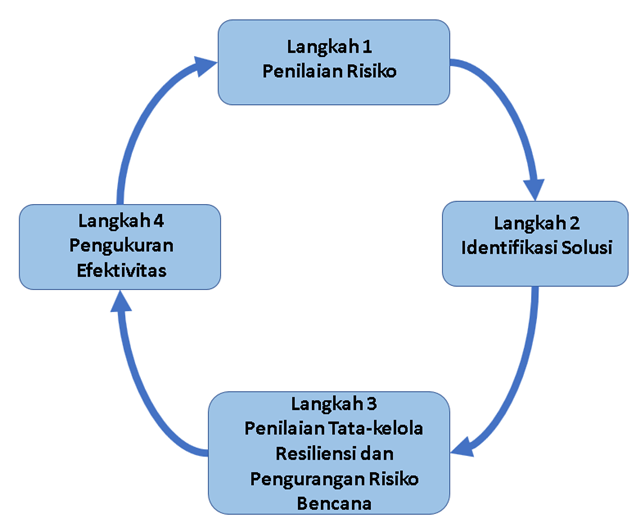 Langkah 1
Penilaian Risiko
Langkah 2
Identifikasi Solusi
Langkah 3
Penilaian Tata-kelola
Resiliensi dan
Pengurangan Risiko
Bencana
Langkah 4
Pengukuran
Efektivitas